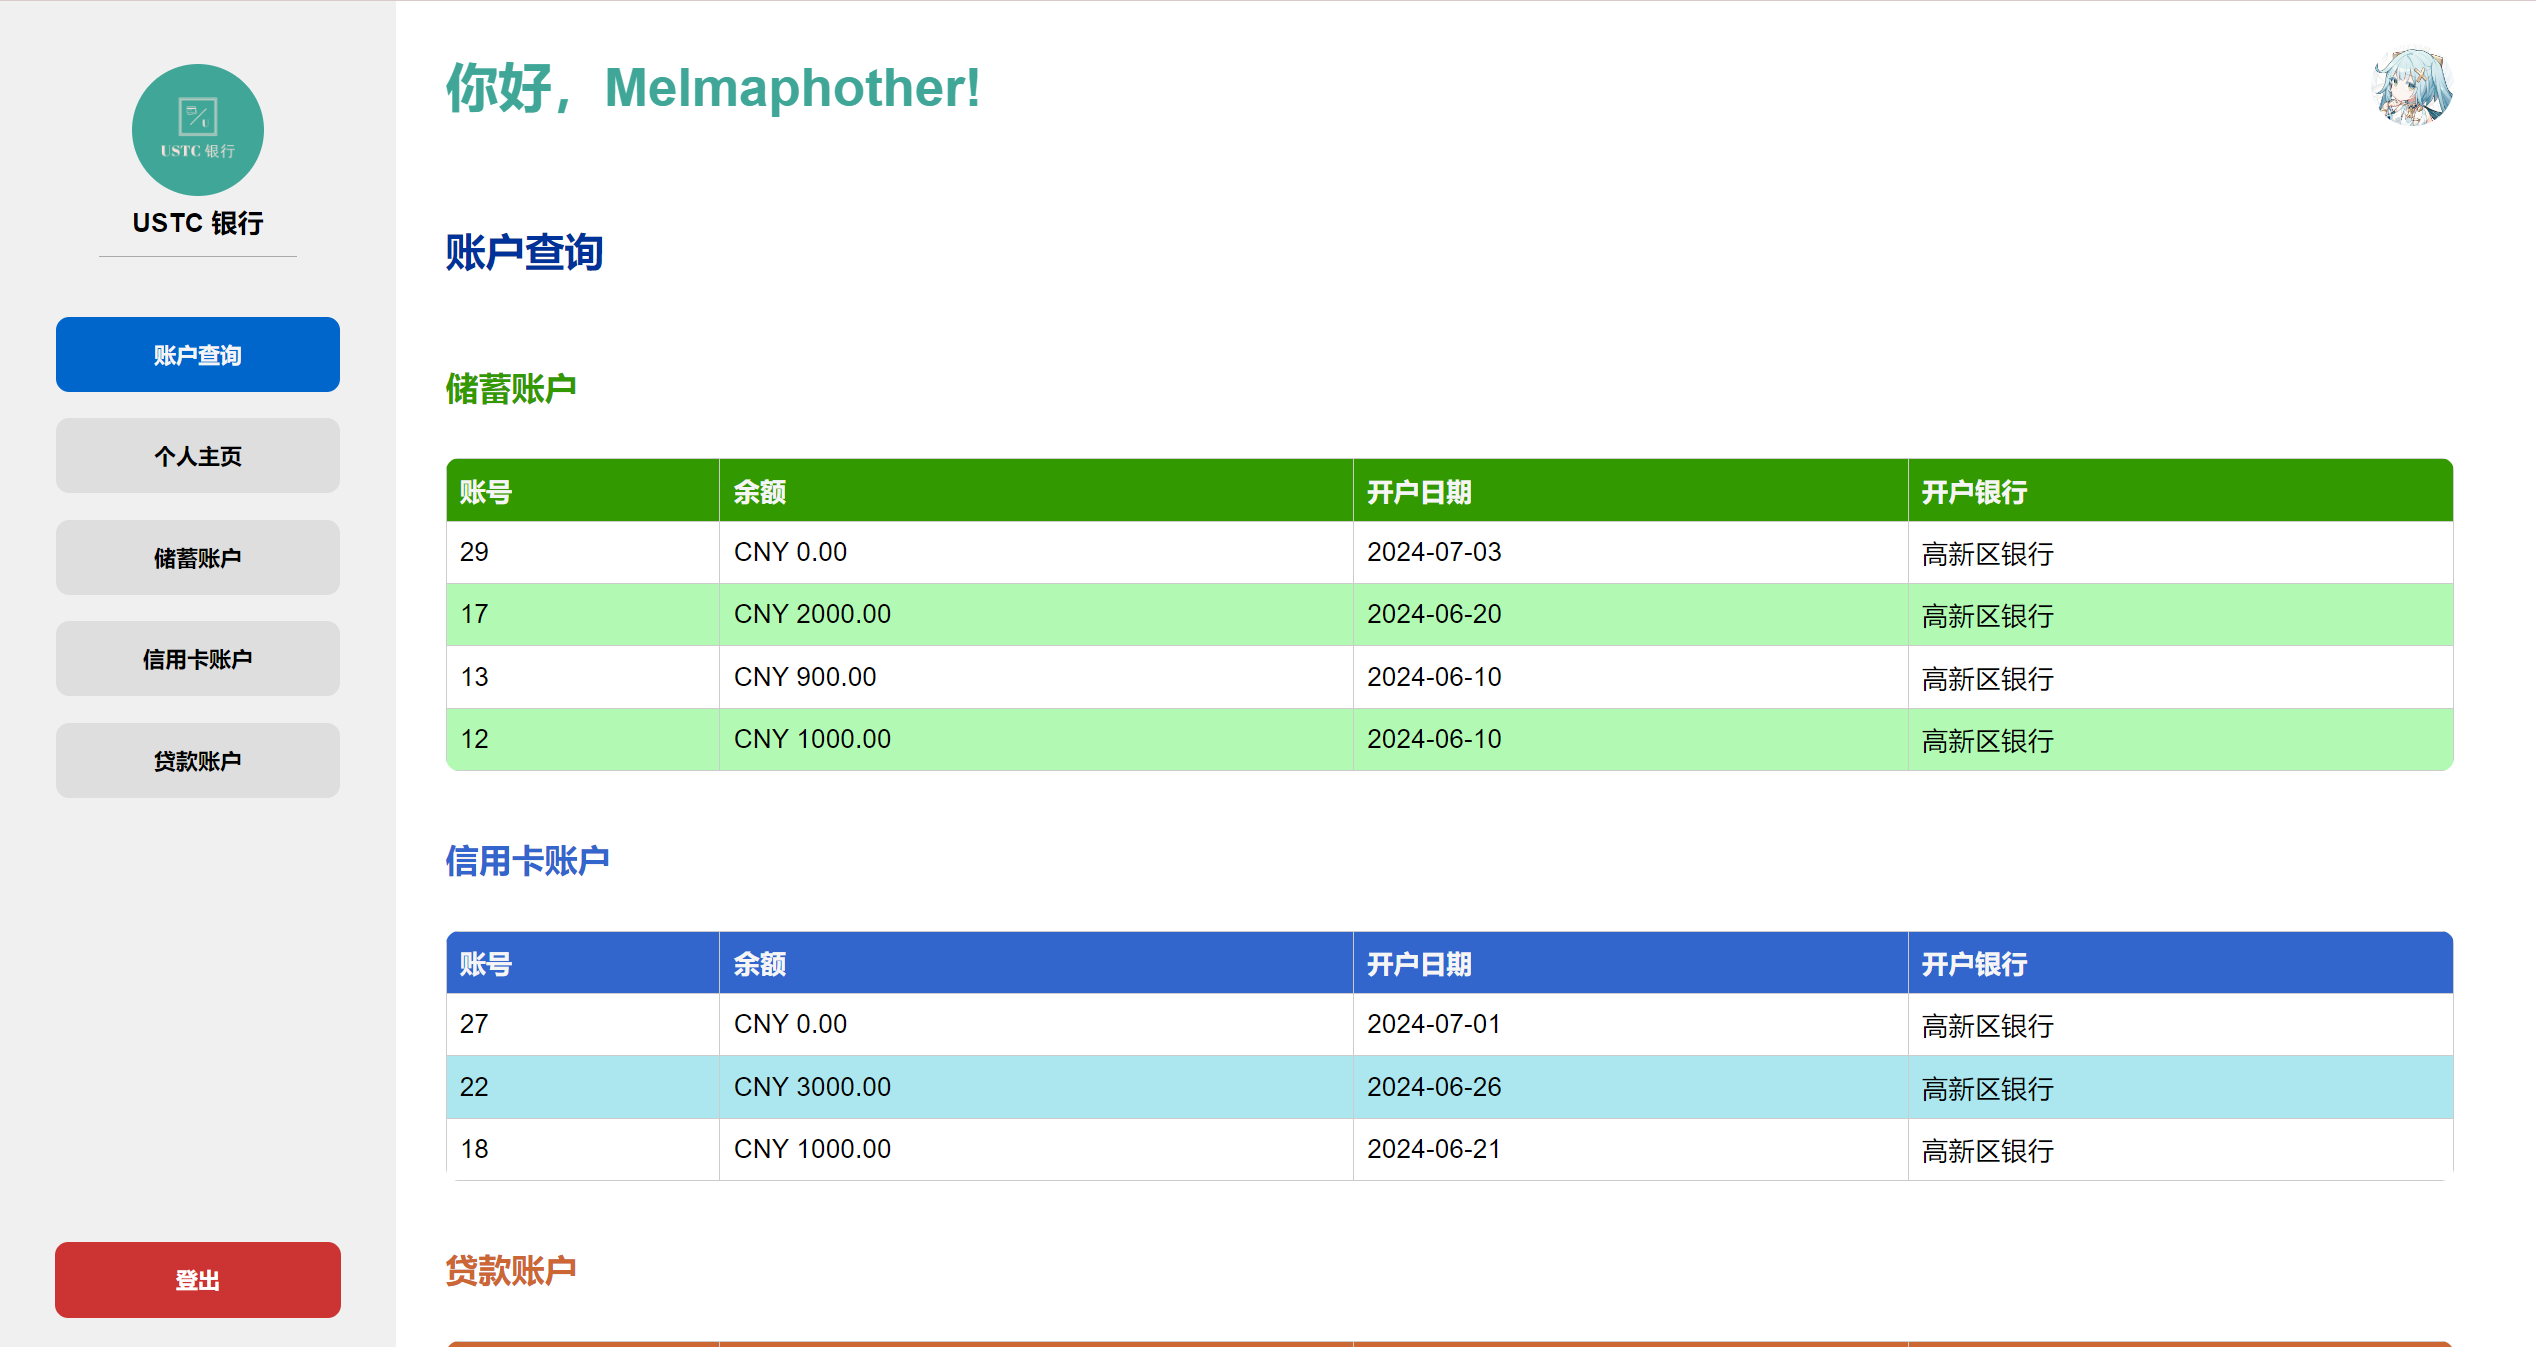 USTC 银行
USTC 银行
账户查询
个人主页
储蓄账户
信用卡账户
贷款账户
登出
你好，Melmaphother!
账户查询
储蓄账户
账号 余额 开户日期 开户银行
29 CNY 0.00 2024-07-03 高新区银行
17 CNY 2000.00 2024-06-20 高新区银行
13 CNY 900.00 2024-06-10 高新区银行
12 CNY 1000.00 2024-06-10 高新区银行
信用卡账户
账号 余额 开户日期 开户银行
27 CNY 0.00 2024-07-01 高新区银行
22 CNY 3000.00 2024-06-26 高新区银行
18 CNY 1000.00 2024-06-21 高新区银行
贷款账户